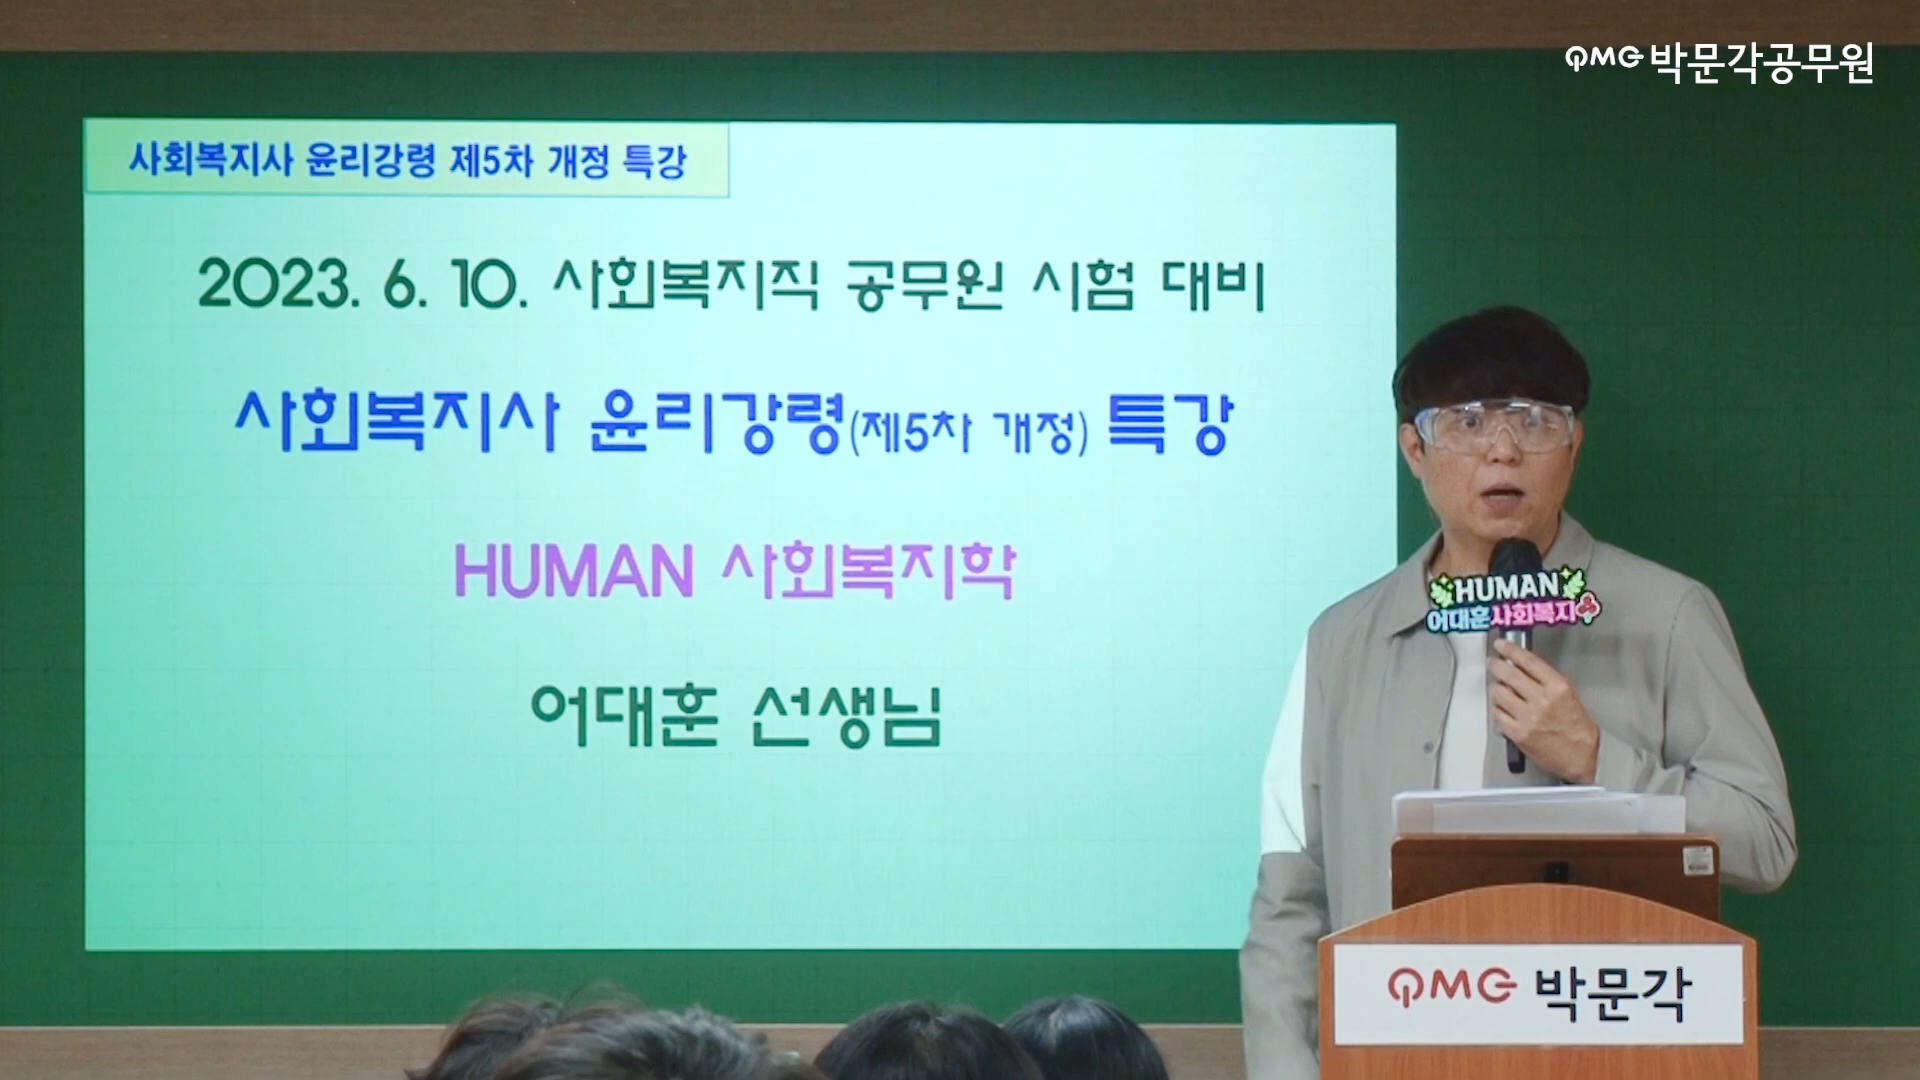 PMG 박문각공무원
사회복지사 윤리강령 제5차 개정 특강
2023. 6. 10. 사회복지직 공무원 시험 대비
사회복지사 윤리강령(제5차 개정) 특강
HUMAN 사회복지학
어대훈 선생님
HUMAN
어대훈사회복지
PMG 박문각